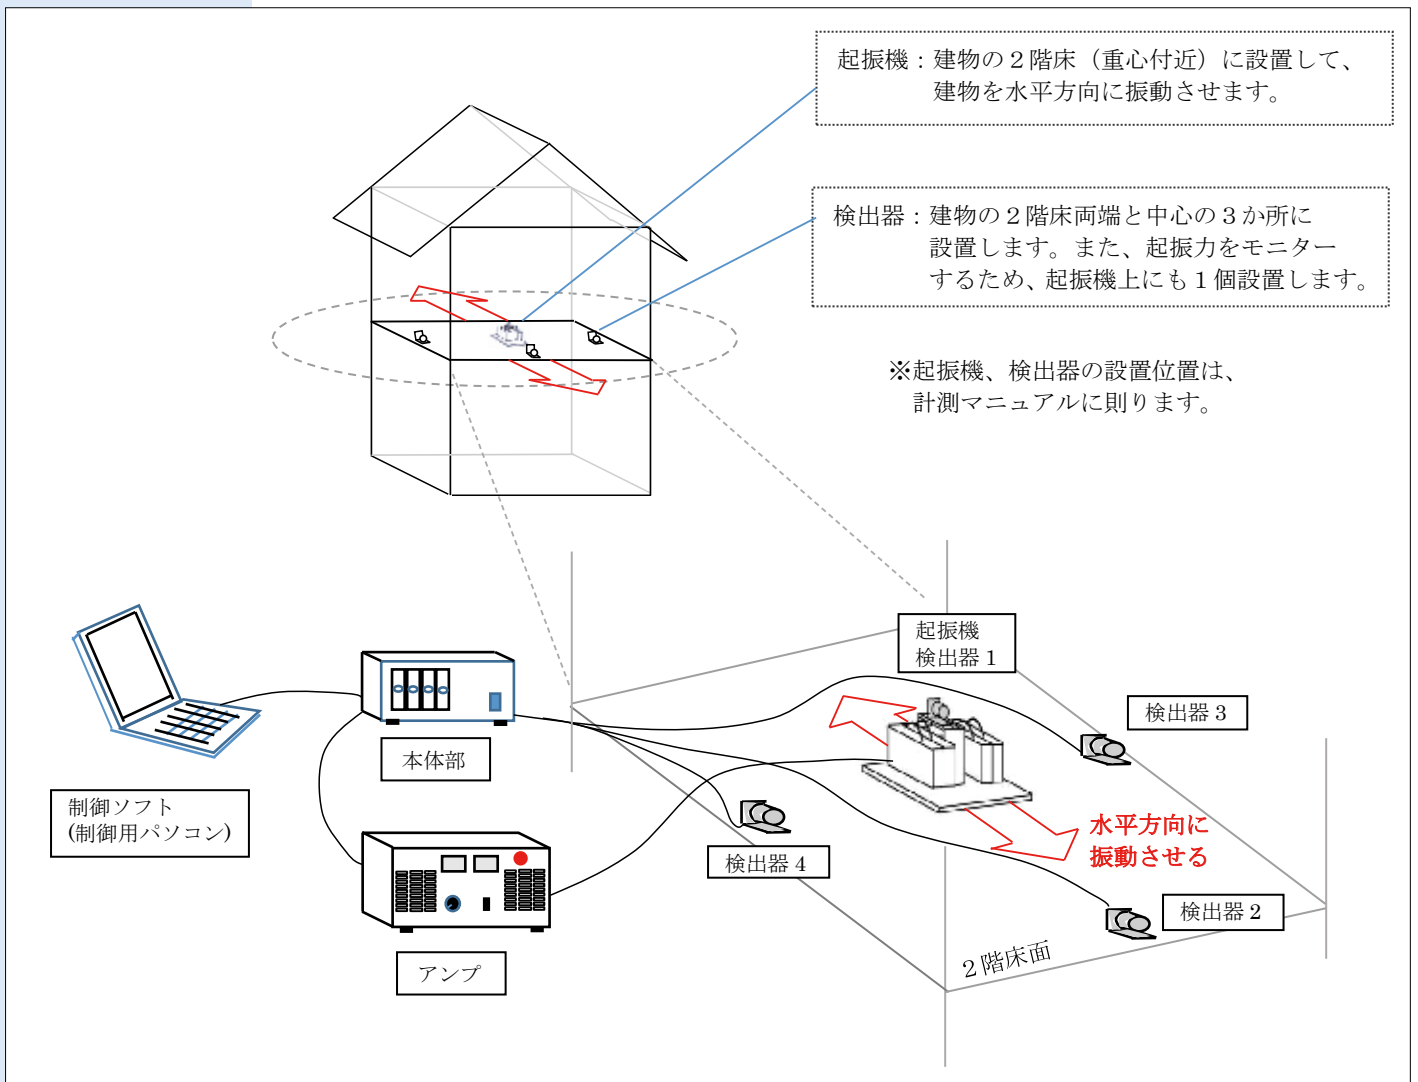 起振機：建物の２階床（重心付近）に設置して、
建物を水平方向に振動させます。
検出器：建物の２階床両端と中心の３か所に
設置します。また、起振力をモニター
するため、起振機上にも１個設置します。
※起振機、検出器の設置位置は、
計測マニュアルに則ります。
起振機
検出器 1
検出器 3
本体部
制御ソフト
(制御用パソコン)
水平方向に
振動させる
検出器 4
検出器 2
２階床面
アンプ